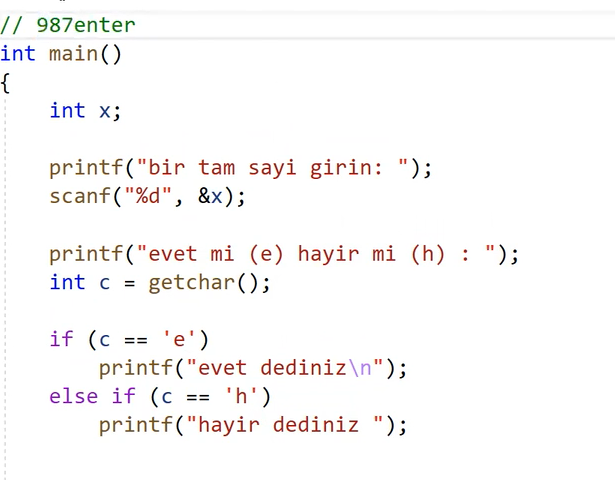 // 987enter
int main()
{
int x;
printf("bir tam sayi girin: ");
scanf("%d", &x);
printf("evet mi (e) hayir mi (h) : ");
int c = getchar();
if (c == 'e')
printf("evet dediniz\n");
else if (c == 'h')
printf("hayir dediniz ");